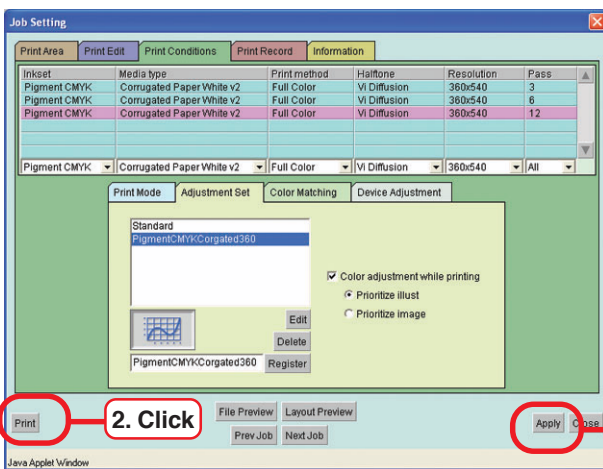 Job Setting
Print Area Print Edit Print Conditions Print Record Information
Inkset Media type Print method Halftone Resolution Pass
Pigment CMYK Corrugated Paper White v2 Full Color Vi Diffusion 360x540 3
Pigment CMYK Corrugated Paper White v2 Full Color Vi Diffusion 360x540 6
Pigment CMYK Corrugated Paper White v2 Full Color Vi Diffusion 360x540 12
Pigment CMYK Corrugated Paper White v2 Full Color Vi Diffusion 360x540 All
Print Mode Adjustment Set Color Matching Device Adjustment
Standard
PigmentCMYKCorgated360
Color adjustment while printing
Prioritize illust
Prioritize image
Edit
Delete
PigmentCMYKCorgated360 Register
Print 2. Click File Preview Layout Preview Apply Close
Prev Job Next Job
Java Applet Window